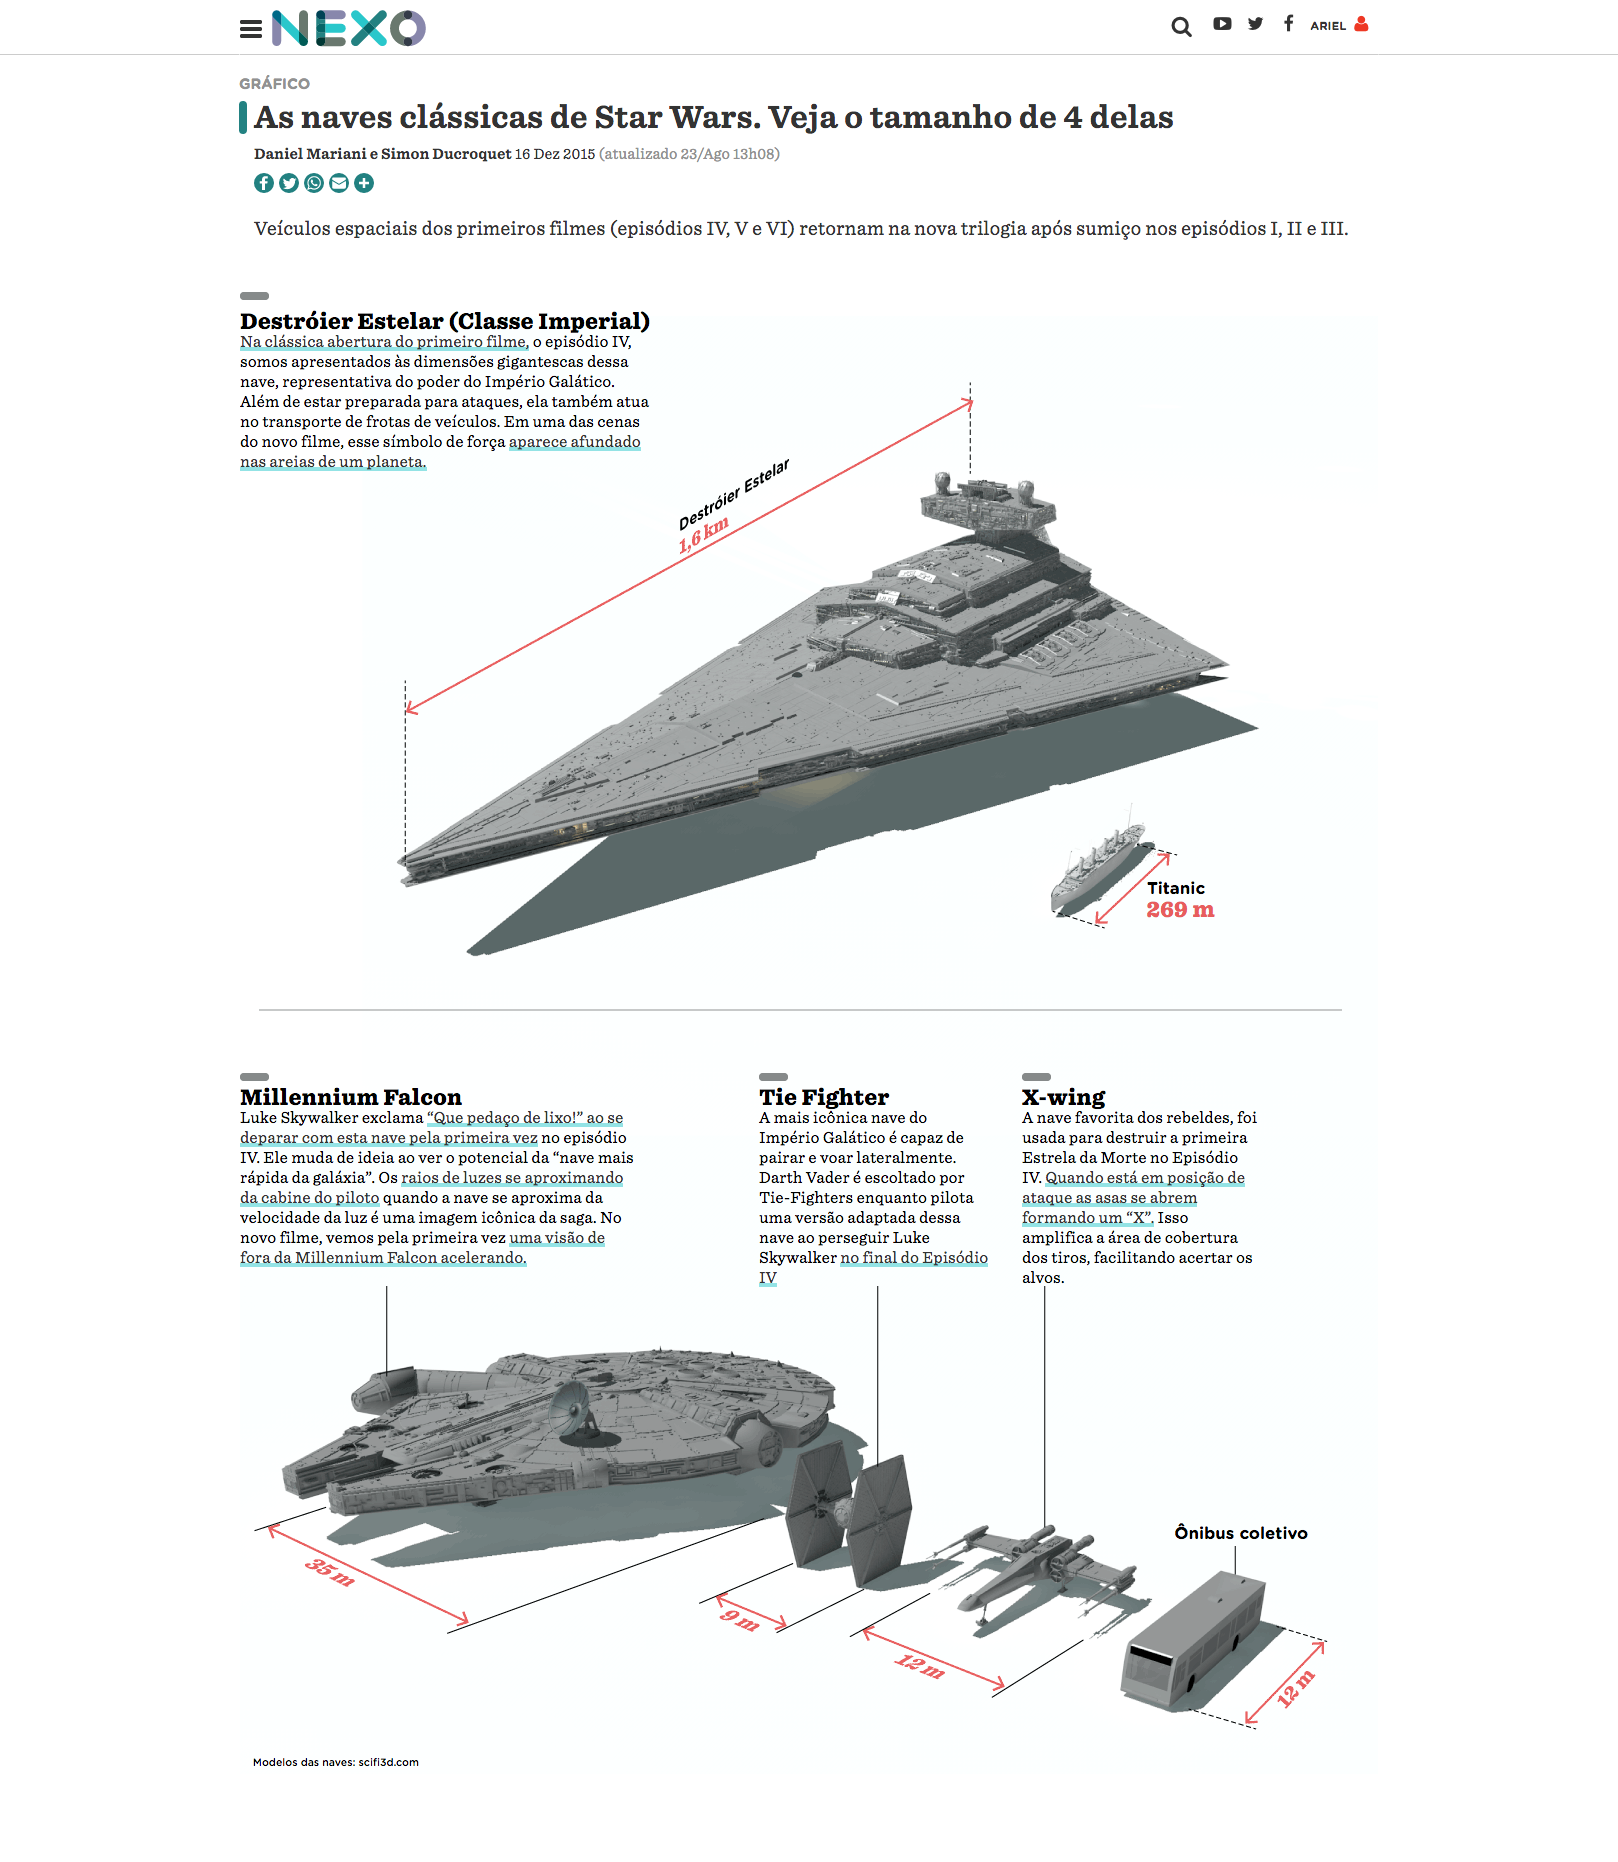 NEXO
ARIEL
GRÁFICO
As naves clássicas de Star Wars. Veja o tamanho de 4 delas
Daniel Mariani e Simon Ducroquet 16 Dez 2015 (atualizado 23/Ago 13h08)
Veículos espaciais dos primeiros filmes (episódios IV, V e VI) retornam na nova trilogia após sumiço nos episódios I, II e III.
Destróier Estelar (Classe Imperial)
Na clássica abertura do primeiro filme, o episódio IV,
somos apresentados às dimensões gigantescas dessa
nave, representativa do poder do Império Galático.
Além de estar preparada para ataques, ela também atua
no transporte de frotas de veículos. Em uma das cenas
do novo filme, esse símbolo de força aparece afundado
nas areias de um planeta.
Destróier Estelar
1,6 km
Titanic
269 m
Millennium Falcon
Luke Skywalker exclama “Que pedaço de lixo!” ao se
deparar com esta nave pela primeira vez no episódio
IV. Ele muda de ideia ao ver o potencial da “nave mais
rápida da galáxia”. Os raios de luzes se aproximando
da cabine do piloto quando a nave se aproxima da
velocidade da luz é uma imagem icônica da saga. No
novo filme, vemos pela primeira vez uma visão de
fora da Millennium Falcon acelerando.
Tie Fighter
A mais icônica nave do
Império Galático é capaz de
pairar e voar lateralmente.
Darth Vader é escoltado por
Tie-Fighters enquanto pilota
uma versão adaptada dessa
nave ao perseguir Luke
Skywalker no final do Episódio
IV
X-wing
A nave favorita dos rebeldes, foi
usada para destruir a primeira
Estrela da Morte no Episódio
IV. Quando está em posição de
ataque as asas se abrem
formando um “X”. Isso
amplifica a área de cobertura
dos tiros, facilitando acertar os
alvos.
35 m
9 m
12 m
Ônibus coletivo
12 m
Modelos das naves: scifi3d.com